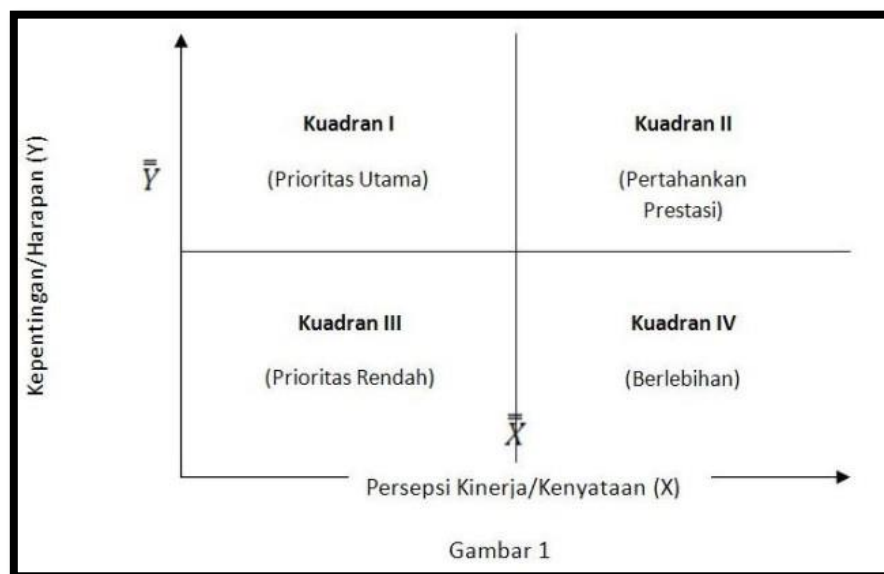 Kepentingan/Harapan (Y)
Kuadran I
(Prioritas Utama)
Kuadran II
(Pertahankan
Prestasi)
Y̿
Kuadran III
(Prioritas Rendah)
Kuadran IV
(Berlebihan)
X̿
Persepsi Kinerja/Kenyataan (X)
Gambar 1